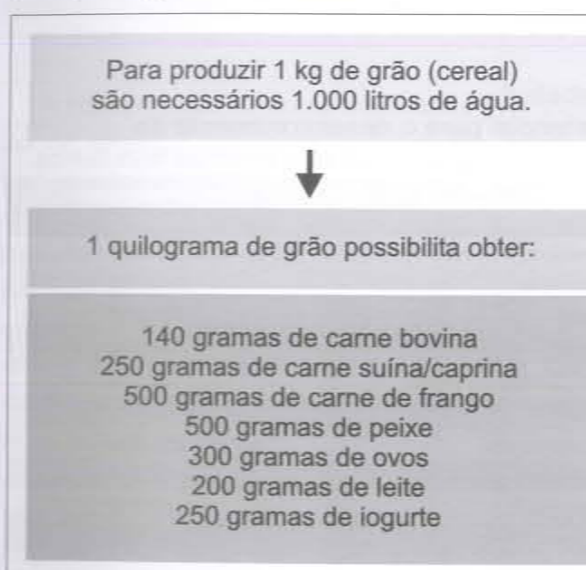 Para produzir 1 kg de grão (cereal)
são necessários 1.000 litros de água.
1 quilograma de grão possibilita obter:
140 gramas de carne bovina
250 gramas de carne suína/caprina
500 gramas de carne de frango
500 gramas de peixe
300 gramas de ovos
200 gramas de leite
250 gramas de iogurte